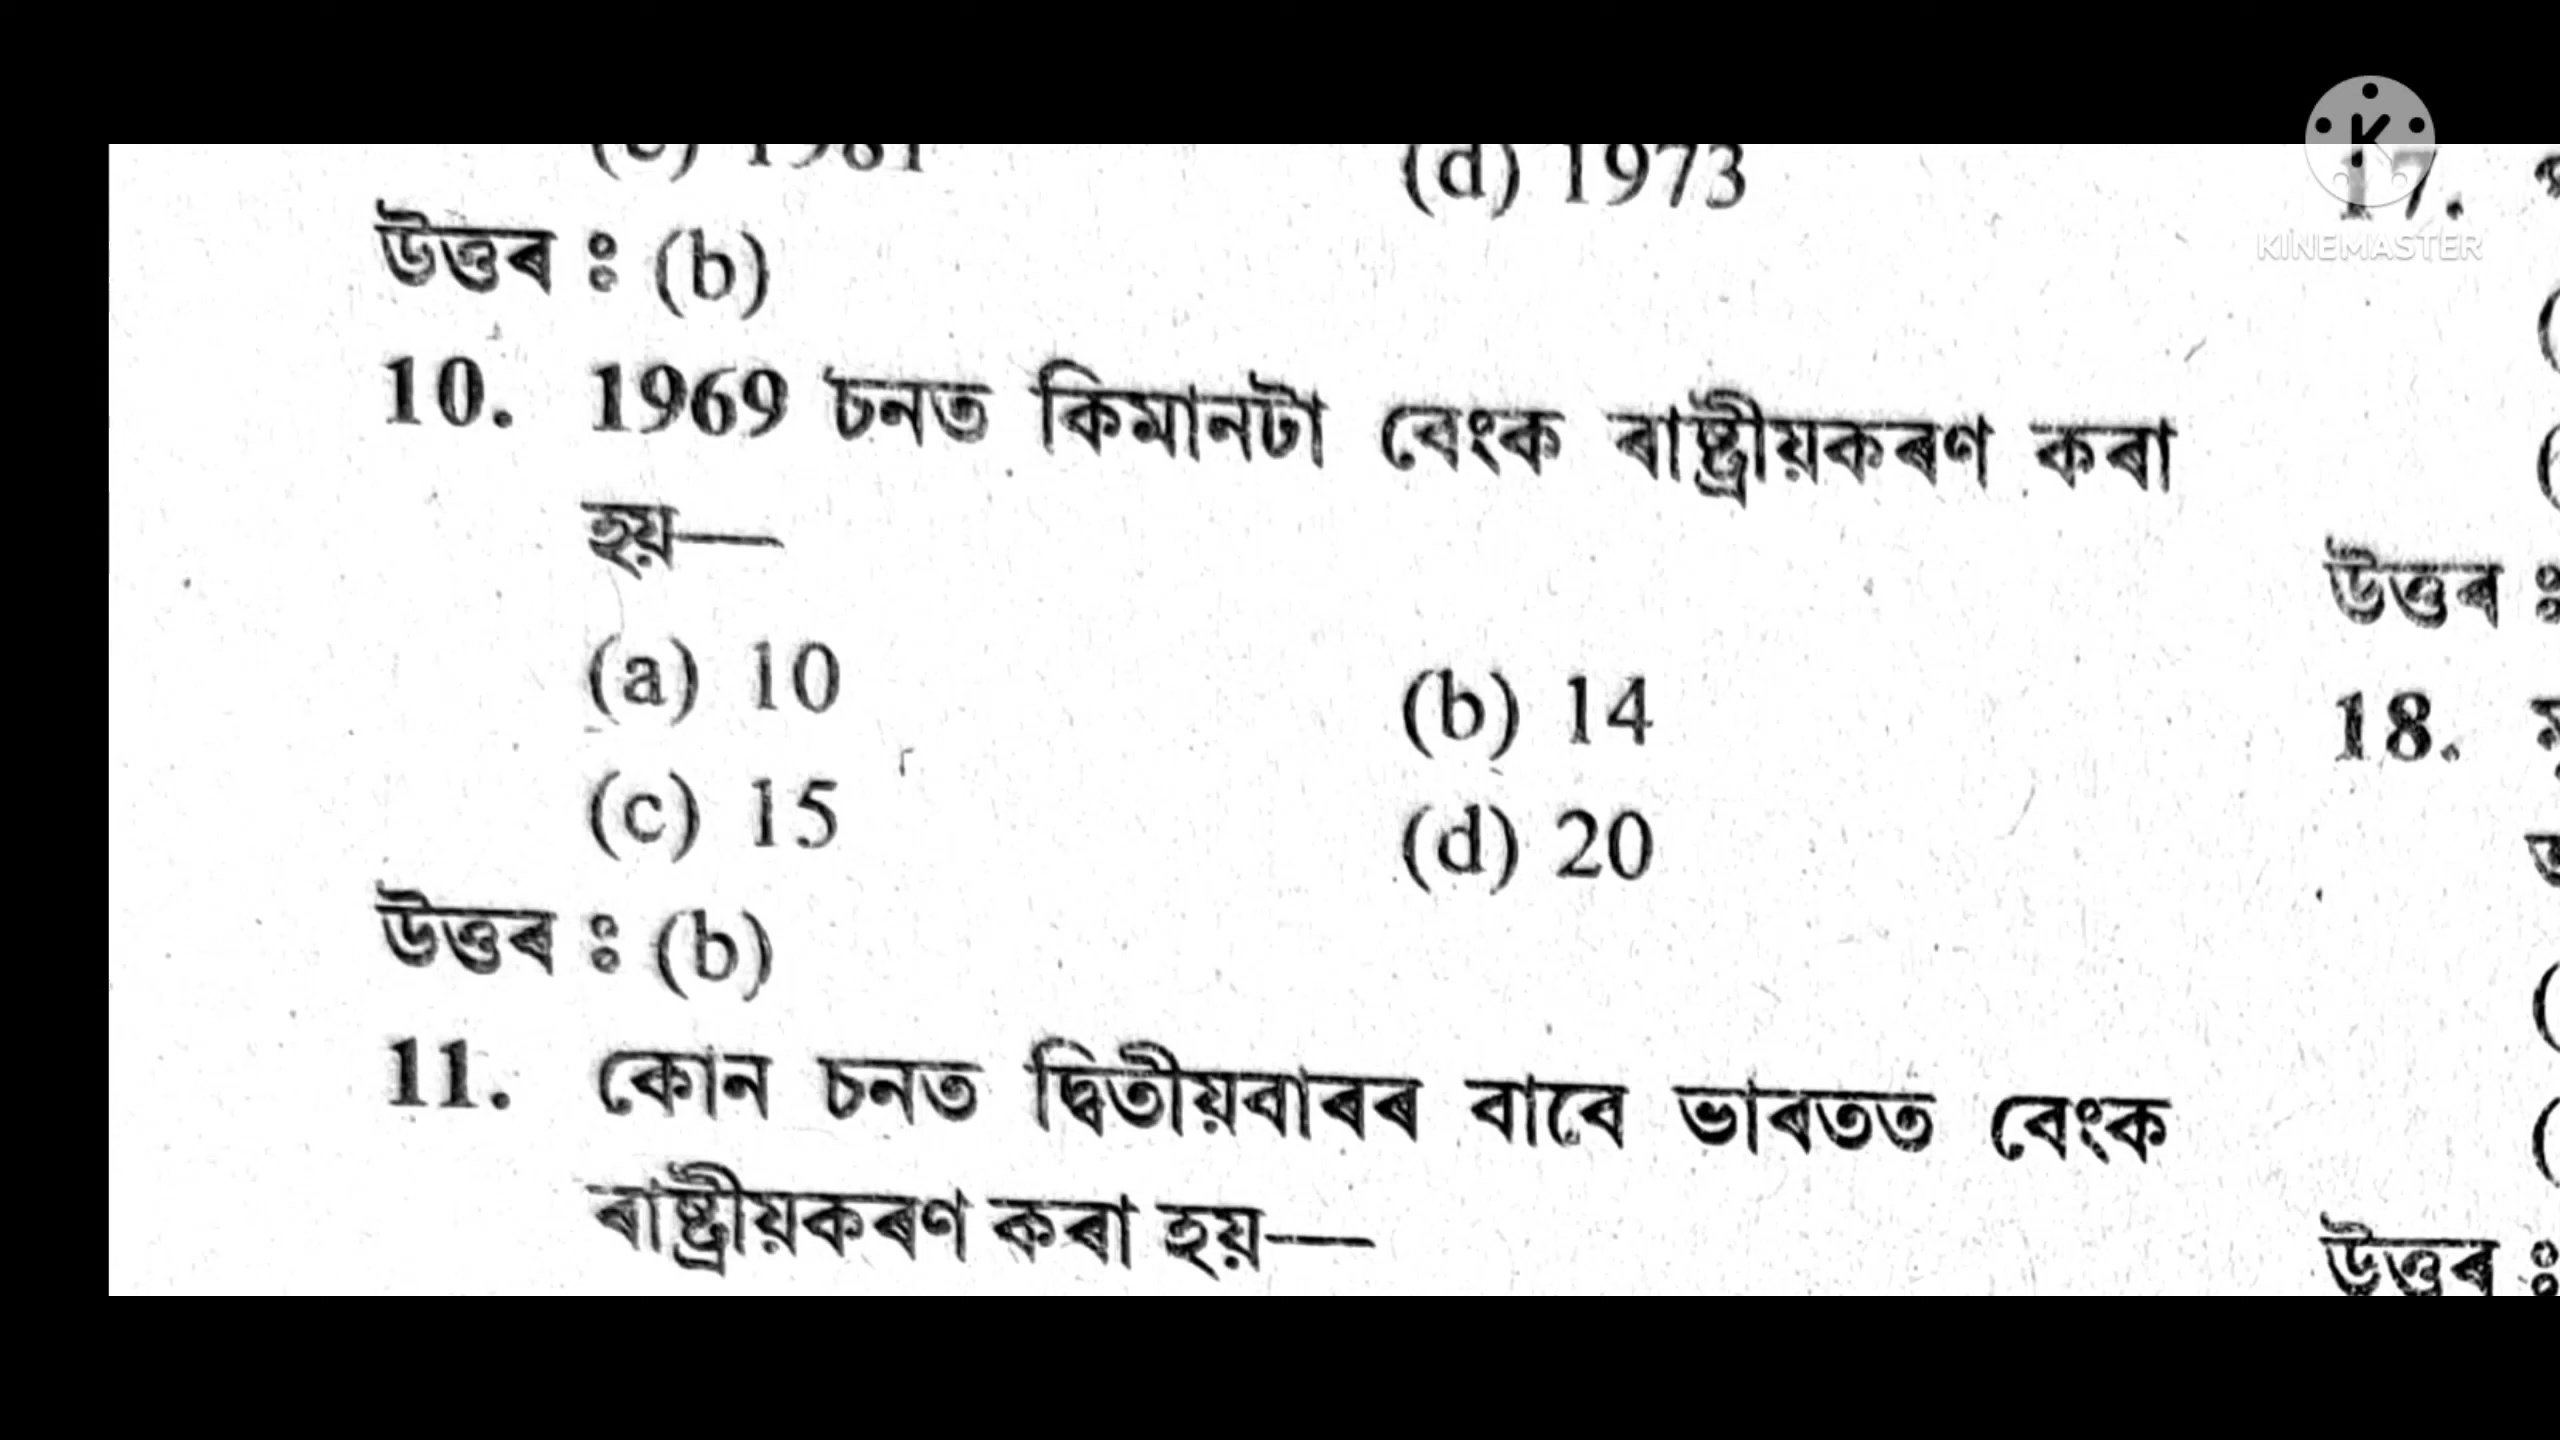 (d) 1973
উত্তৰ : (b)
10. 1969 চনত কিমানটা বেংক ৰাষ্ট্ৰীয়কৰণ কৰা
হয়—
(a) 10 (b) 14
(c) 15 (d) 20
উত্তৰ : (b)
11. কোন চনত দ্বিতীয়বাৰৰ বাবে ভাৰতত বেংক
ৰাষ্ট্ৰীয়কৰণ কৰা হয়—
17.
উত্তৰ :
18.
উত্তৰ :
KINEMASTER